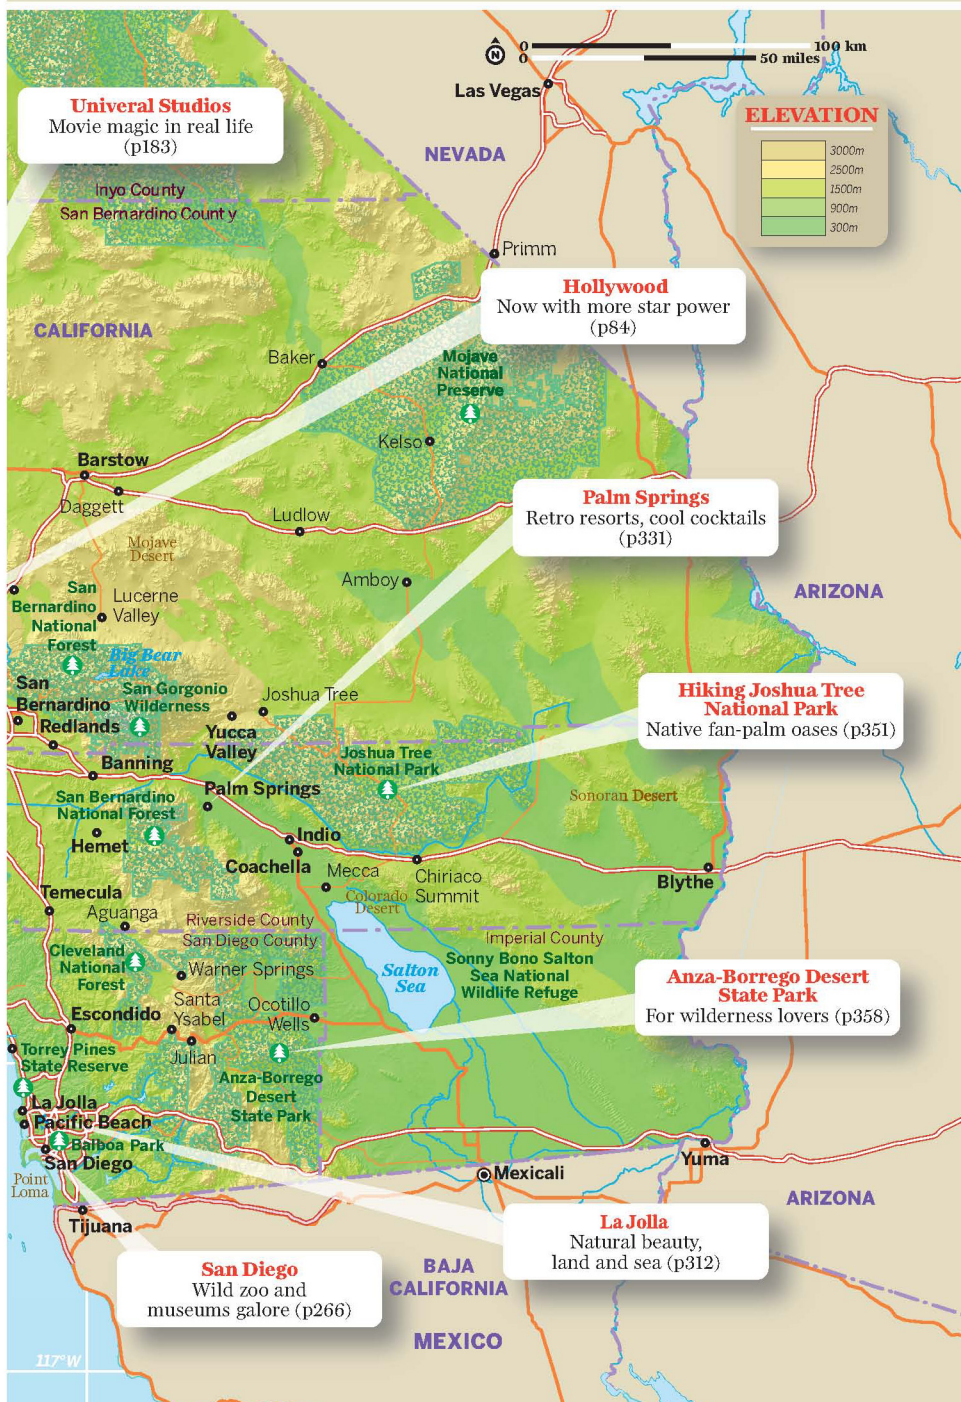 0
100 km
0
50 miles
N
Las Vegas
ELEVATION
3000m
2500m
1500m
900m
300m
Univeral Studios
Movie magic in real life
(p183)
NEVADA
Inyo County
San Bernardino County
Primm
Hollywood
Now with more star power
(p84)
CALIFORNIA
Baker
Mojave
National
Preserve
Kelso
Barstow
Daggett
Ludlow
Palm Springs
Retro resorts, cool cocktails
(p331)
Mojave
Desert
Amboy
ARIZONA
San
Bernardino
National
Forest
Lucerne
Valley
Big Bear
Lake
San
Bernardino
San Gorgonio
Wilderness
Joshua Tree
Hiking Joshua Tree
National Park
Native fan-palm oases (p351)
Redlands
Yucca
Valley
Banning
Joshua Tree
National Park
Palm Springs
San Bernardino
National Forest
Sonoran Desert
Hemet
Indio
Coachella
Mecca
Chiriaco
Summit
Blythe
Temecula
Aguanga
Colorado
Desert
Riverside County
San Diego County
Imperial County
Cleveland
National
Forest
Warner Springs
Salton
Sea
Sonny Bono Salton
Sea National
Wildlife Refuge
Anza-Borrego Desert
State Park
For wilderness lovers (p358)
Escondido
Santa
Ysabel
Ocotillo
Wells
Julian
Torrey Pines
State Reserve
Anza-Borrego
Desert
State Park
La Jolla
Pacific Beach
Balboa Park
San Diego
Point
Loma
Mexicali
Yuma
ARIZONA
Tijuana
La Jolla
Natural beauty,
land and sea (p312)
San Diego
Wild zoo and
museums galore (p266)
BAJA
CALIFORNIA
MEXICO
117°W